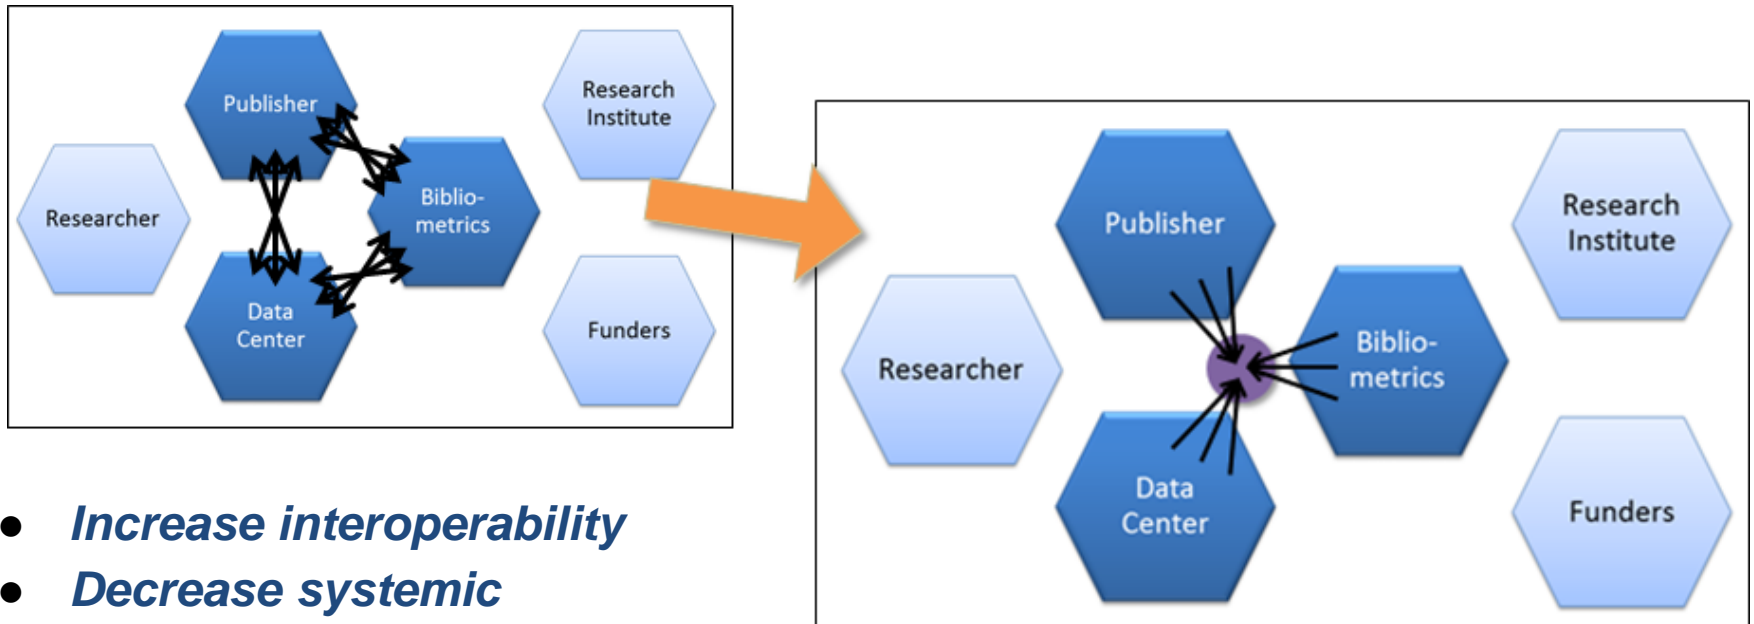 Publisher
Research
Institute
Researcher
Biblio-
metrics
Data
Center
Funders
Publisher
Research
Institute
Researcher
Biblio-
metrics
Data
Center
Funders
● Increase interoperability
● Decrease systemic